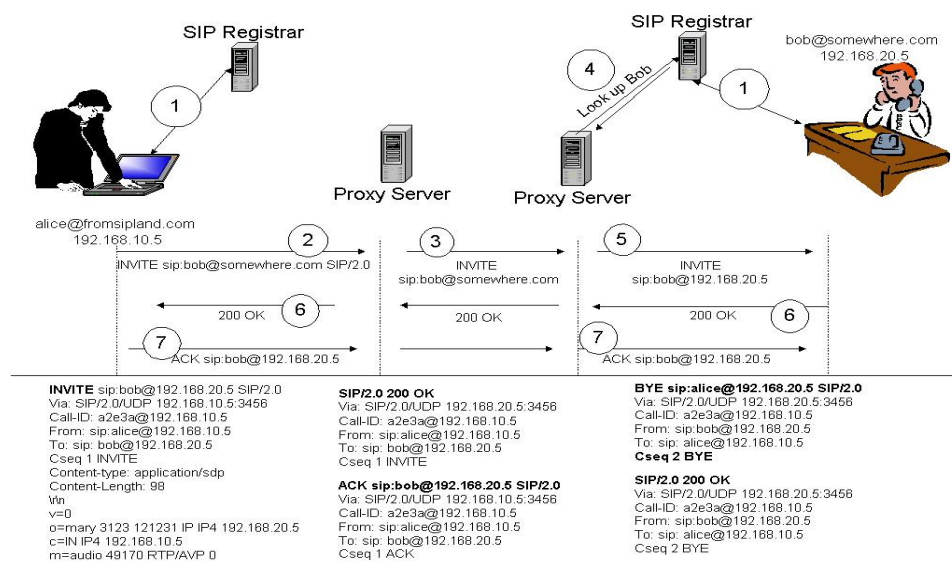 SIP Registrar
SIP Registrar
bob@somewhere.com
192.168.20.5
1
4
Look up Bob
1
Proxy Server
Proxy Server
alice@fromsipland.com
192.168.10.5
2
3
5
INVITE sip:bob@somewhere.com SIP/2.0
INVITE
sip:bob@somewhere.com
INVITE
sip:bob@192.168.20.5
200 OK
6
200 OK
200 OK
6
7
ACK sip:bob@192.168.20.5
7
ACK sip:bob@192.168.20.5
INVITE sip:bob@192.168.20.5 SIP/2.0
Via: SIP/2.0/UDP 192.168.10.5:3456
Call-ID: a2e3a@192.168.10.5
From: sip:alice@192.168.10.5
To: sip: bob@192.168.20.5
Cseq 1 INVITE
Content-type: application/sdp
Content-Length: 98
\r\n
v=0
o=mary 3123 121231 IP IP4 192.168.20.5
c=IN IP4 192.168.10.5
m=audio 49170 RTP/AVP 0
SIP/2.0 200 OK
Via: SIP/2.0/UDP 192.168.20.5:3456
Call-ID: a2e3a@192.168.10.5
From: sip:alice@192.168.10.5
To: sip: bob@192.168.20.5
Cseq 1 INVITE
ACK sip:bob@192.168.20.5 SIP/2.0
Via: SIP/2.0/UDP 192.168.10.5:3456
Call-ID: a2e3a@192.168.10.5
From: sip:alice@192.168.10.5
To: sip: bob@192.168.20.5
Cseq 1 ACK
BYE sip:alice@192.168.20.5 SIP/2.0
Via: SIP/2.0/UDP 192.168.20.5:3456
Call-ID: a2e3a@192.168.10.5
From: sip:bob@192.168.20.5
To: sip: alice@192.168.10.5
Cseq 2 BYE
SIP/2.0 200 OK
Via: SIP/2.0/UDP 192.168.20.5:3456
Call-ID: a2e3a@192.168.10.5
From: sip:bob@192.168.20.5
To: sip: alice@192.168.10.5
Cseq 2 BYE